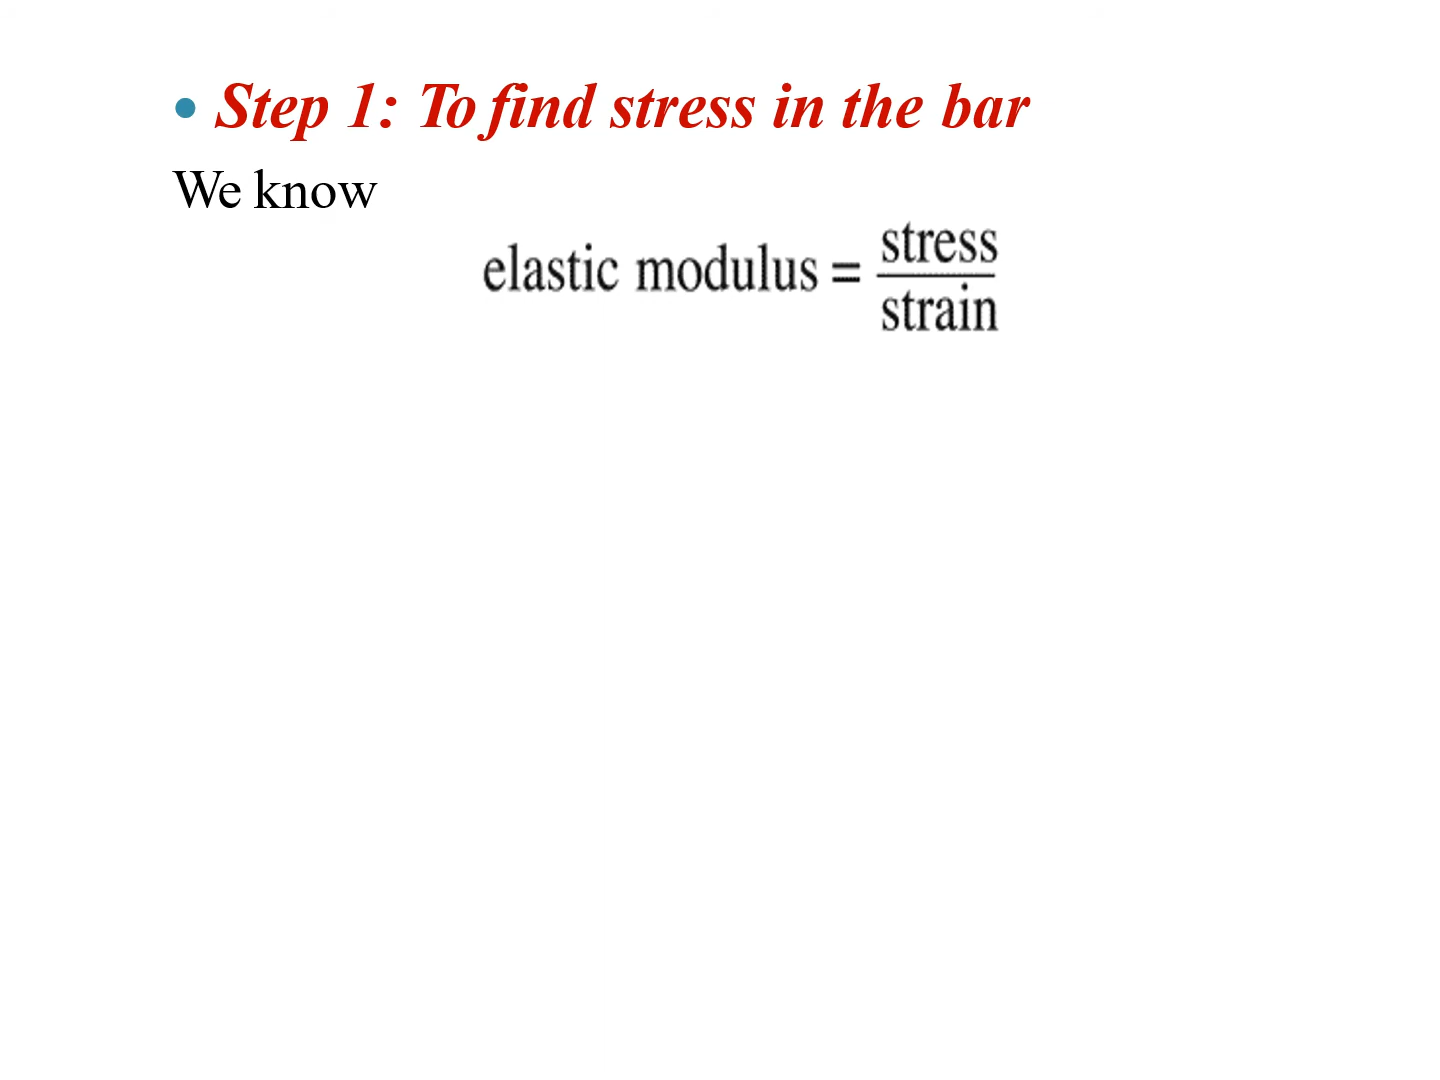 • Step 1: To find stress in the bar
We know
elastic modulus = stress
strain